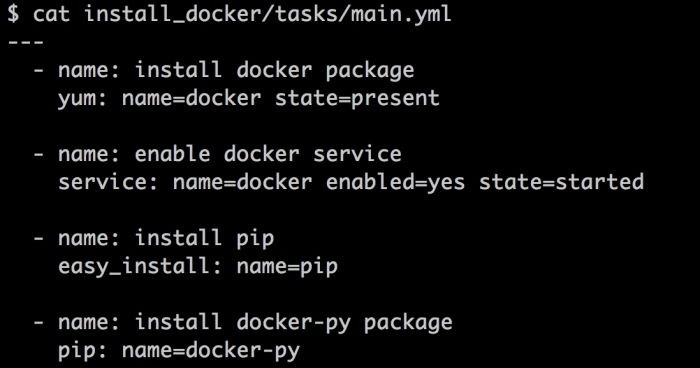 $ cat install_docker/tasks/main.yml
---
  - name: install docker package
    yum: name=docker state=present

  - name: enable docker service
    service: name=docker enabled=yes state=started

  - name: install pip
    easy_install: name=pip

  - name: install docker-py package
    pip: name=docker-py